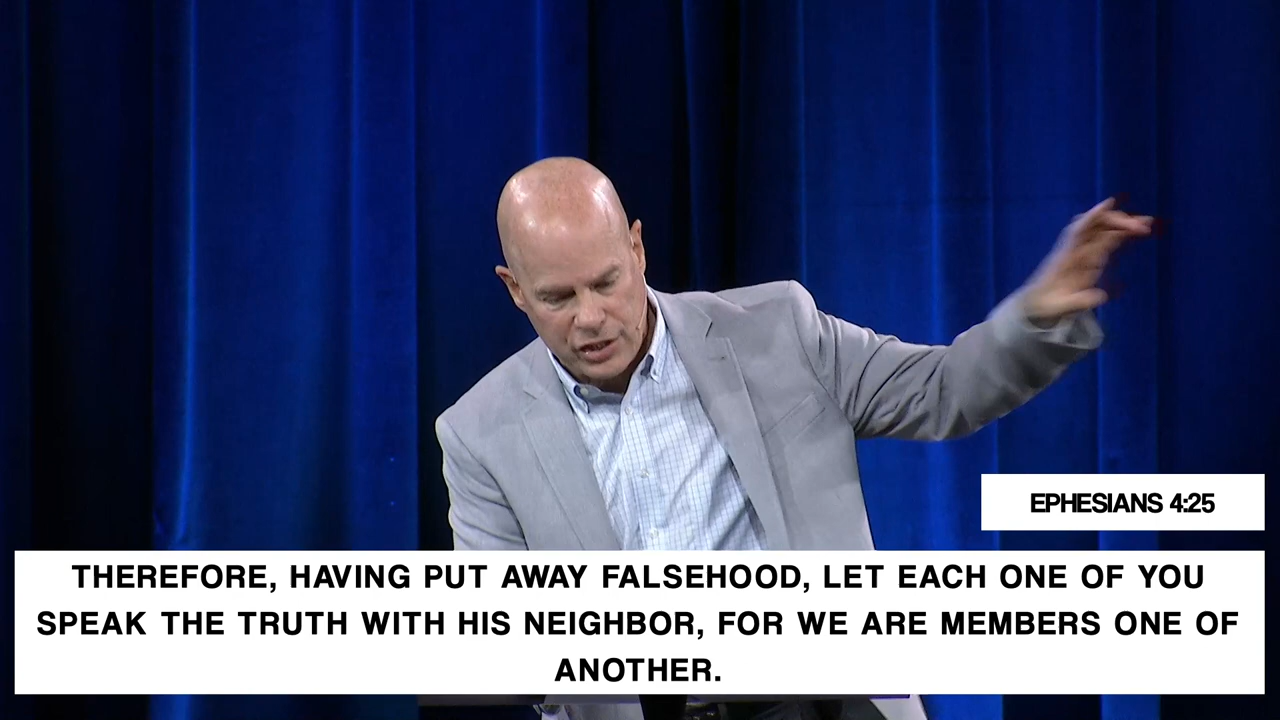 EPHESIANS 4:25
THEREFORE, HAVING PUT AWAY FALSEHOOD, LET EACH ONE OF YOU
SPEAK THE TRUTH WITH HIS NEIGHBOR, FOR WE ARE MEMBERS ONE OF
ANOTHER.